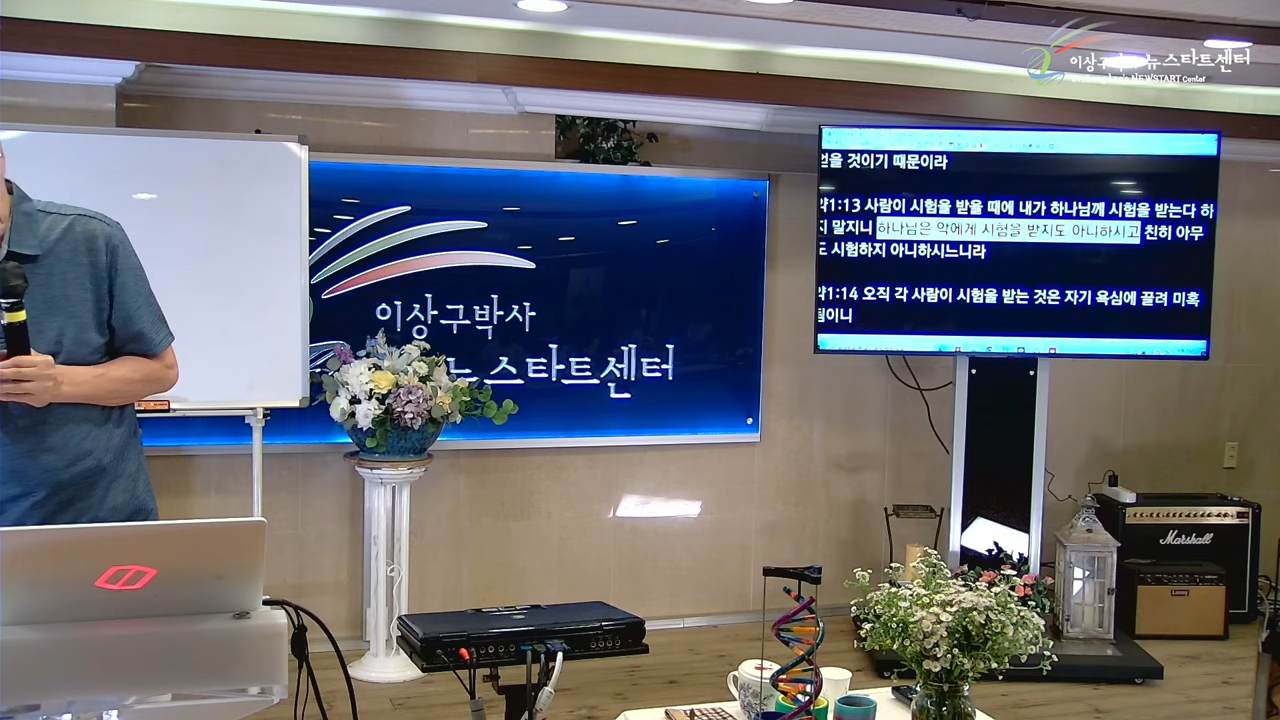 이상구박사 뉴스타트센터
NEWSTART Center
얻을 것이기 때문이라
약1:13 사람이 시험을 받을 때에 내가 하나님께 시험을 받는다 하
지 말지니 하나님은 악에게 시험을 받지도 아니하시고 친히 아무
도 시험하지 아니하시느니라
약1:14 오직 각 사람이 시험을 받는 것은 자기 욕심에 끌려 미혹
됨이니
이상구박사
뉴스타트센터
Marshall
Laney